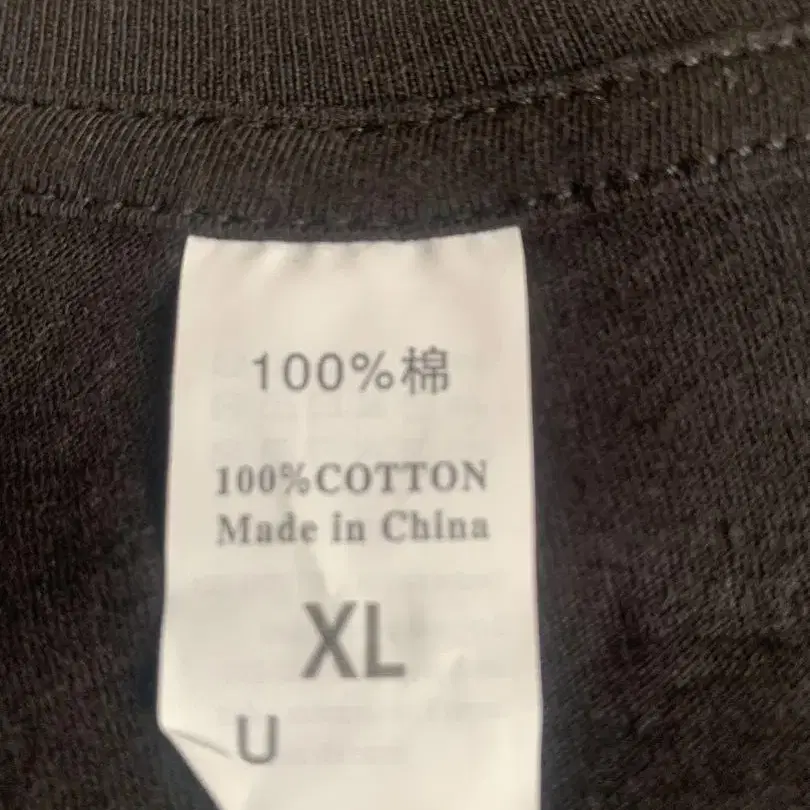 100%棉
100%COTTON
Made in China
XL
U